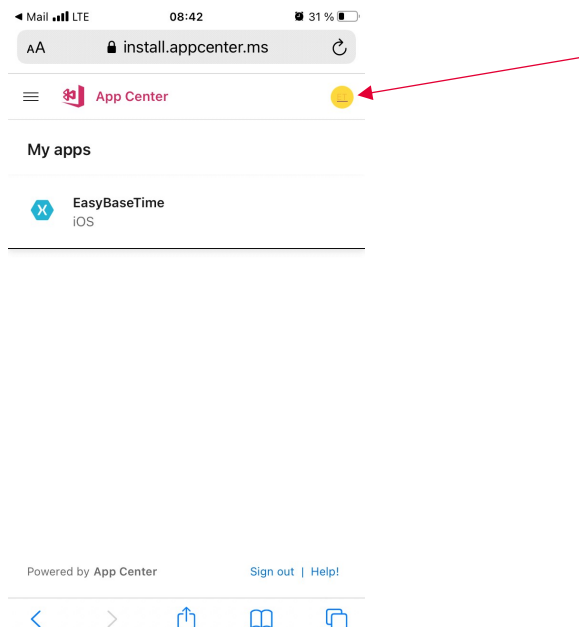 ◀ Mail LTE 08:42 31 %
AA install.appcenter.ms
App Center
My apps
EasyBaseTime
iOS
Powered by App Center Sign out | Help!